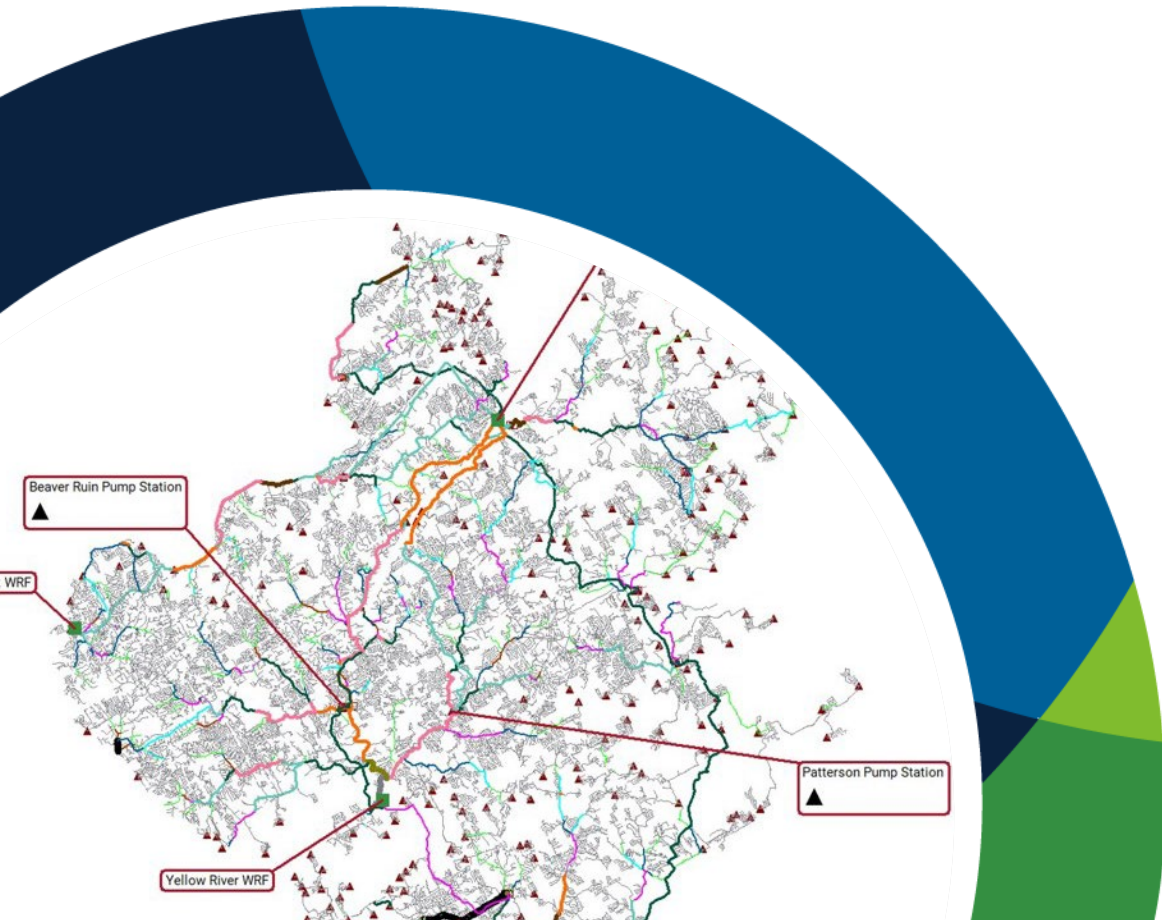 Beaver Ruin Pump Station
WRF
Patterson Pump Station
Yellow River WRF